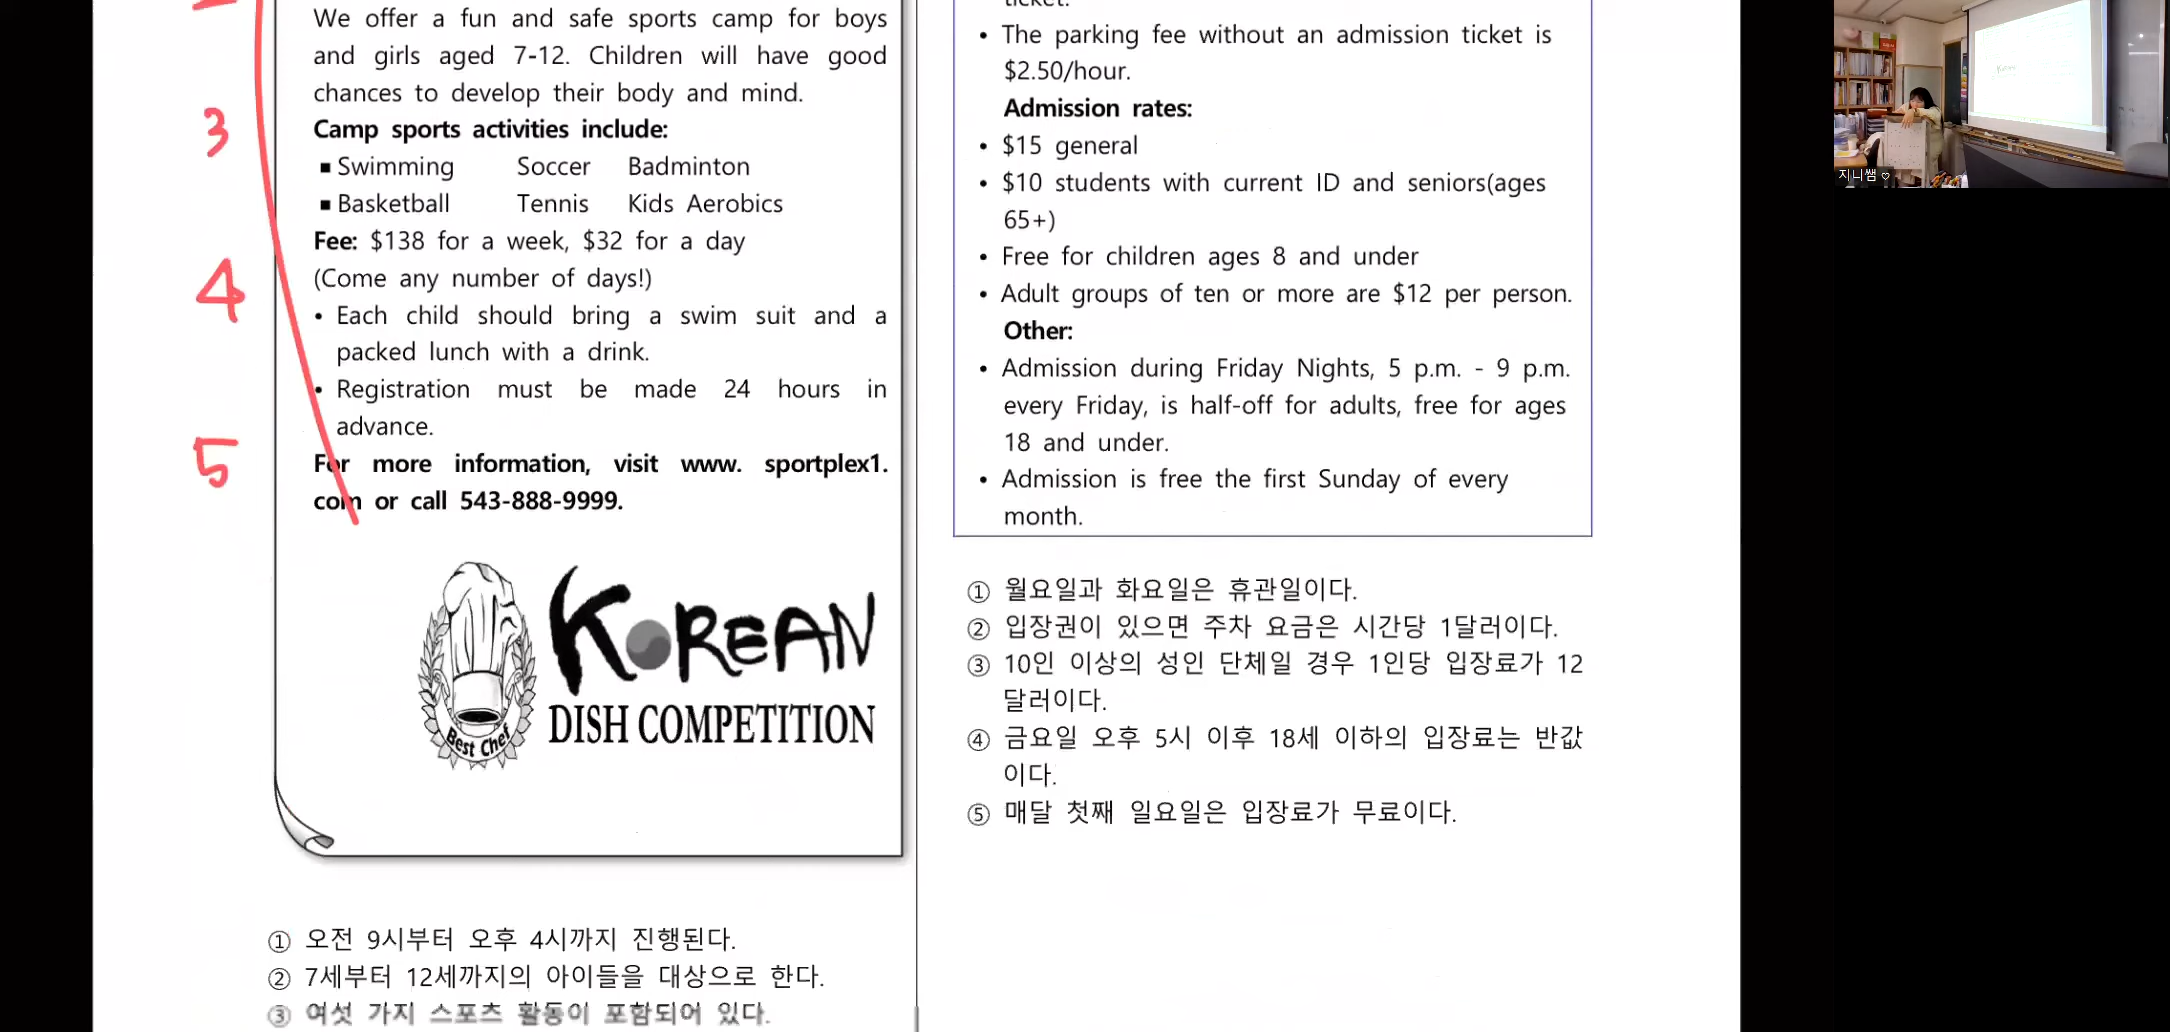 3
4
5
We offer a fun and safe sports camp for boys
and girls aged 7-12. Children will have good
chances to develop their body and mind.
Camp sports activities include:
▪ Swimming Soccer Badminton
▪ Basketball Tennis Kids Aerobics
Fee: $138 for a week, $32 for a day
(Come any number of days!)
• Each child should bring a swim suit and a
packed lunch with a drink.
• Registration must be made 24 hours in
advance.
For more information, visit www. sportplex1.
com or call 543-888-9999.
Best Chef
KOREAN
DISH COMPETITION
① 오전 9시부터 오후 4시까지 진행된다.
② 7세부터 12세까지의 아이들을 대상으로 한다.
③ 여섯 가지 스포츠 활동이 포함되어 있다.
ticket.
• The parking fee without an admission ticket is
$2.50/hour.
Admission rates:
• $15 general
• $10 students with current ID and seniors(ages
65+)
• Free for children ages 8 and under
• Adult groups of ten or more are $12 per person.
Other:
• Admission during Friday Nights, 5 p.m. - 9 p.m.
every Friday, is half-off for adults, free for ages
18 and under.
• Admission is free the first Sunday of every
month.
① 월요일과 화요일은 휴관일이다.
② 입장권이 있으면 주차 요금은 시간당 1달러이다.
③ 10인 이상의 성인 단체일 경우 1인당 입장료가 12
달러이다.
④ 금요일 오후 5시 이후 18세 이하의 입장료는 반값
이다.
⑤ 매달 첫째 일요일은 입장료가 무료이다.
지니쌤 ♡